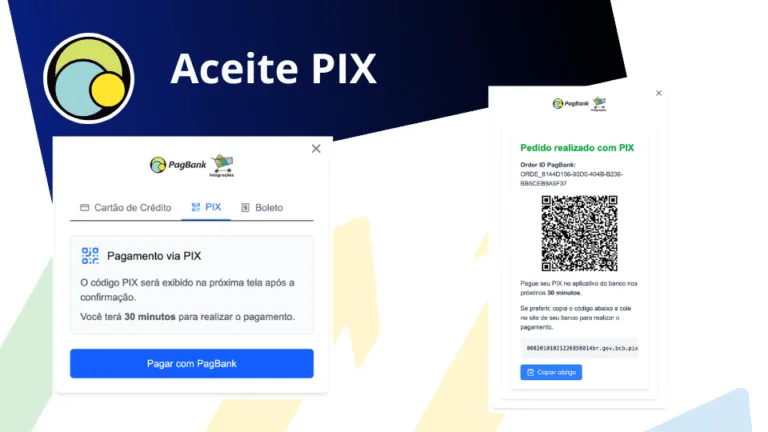 Aceite PIX
PagBank
Integrações
Cartão de Crédito
PIX
Boleto
Pagamento via PIX
O código PIX será exibido na próxima tela após a
confirmação.
Você terá 30 minutos para realizar o pagamento.
Pagar com PagBank
PagBank
Integrações
Pedido realizado com PIX
Order ID PagBank:
ORDE_8144D156-92D0-404B-B236-
BB5CEB9A5F37
Pague seu PIX no aplicativo do banco nos
próximos 30 minutos.
Se preferir, copie o código abaixo e cole
no site de seu banco para realizar o
pagamento.
00020101021226850014br.gov.bcb.pix
Copiar código